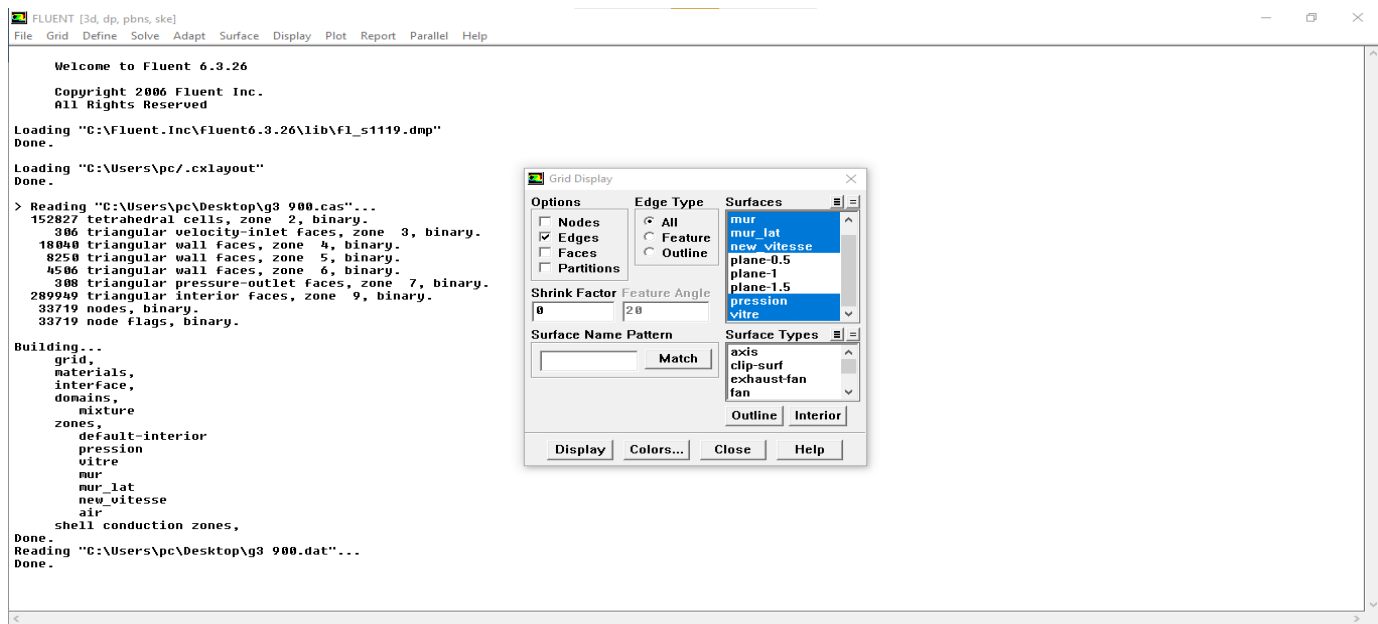 FLUENT [3d, dp, pbns, ske]
File Grid Define Solve Adapt Surface Display Plot Report Parallel Help
Welcome to Fluent 6.3.26
Copyright 2006 Fluent Inc.
All Rights Reserved
Loading "C:\Fluent.Inc\fluent6.3.26\lib\fl_s1119.dmp"
Done.
Loading "C:\Users\pc/.cxlayout"
Done.
> Reading "C:\Users\pc\Desktop\g3 900.cas"...
152827 tetrahedral cells, zone 2, binary.
306 triangular velocity-inlet faces, zone 3, binary.
18040 triangular wall faces, zone 4, binary.
8250 triangular wall faces, zone 5, binary.
4506 triangular wall faces, zone 6, binary.
308 triangular pressure-outlet faces, zone 7, binary.
289949 triangular interior faces, zone 9, binary.
33719 nodes, binary.
33719 node flags, binary.
Building...
grid,
materials,
interface,
domains,
mixture
zones,
default-interior
pression
vitre
mur
mur_lat
new_vitesse
air
shell conduction zones,
Done.
Reading "C:\Users\pc\Desktop\g3 900.dat"...
Done.
Grid Display
Options
Nodes
Edges
Faces
Partitions
Edge Type
All
Feature
Outline
Shrink Factor Feature Angle
0 20
Surface Name Pattern
Match
Surfaces
mur
mur_lat
new_vitesse
plane-0.5
plane-1
plane-1.5
pression
vitre
Surface Types
axis
clip-surf
exhaust-fan
fan
Outline Interior
Display Colors... Close Help